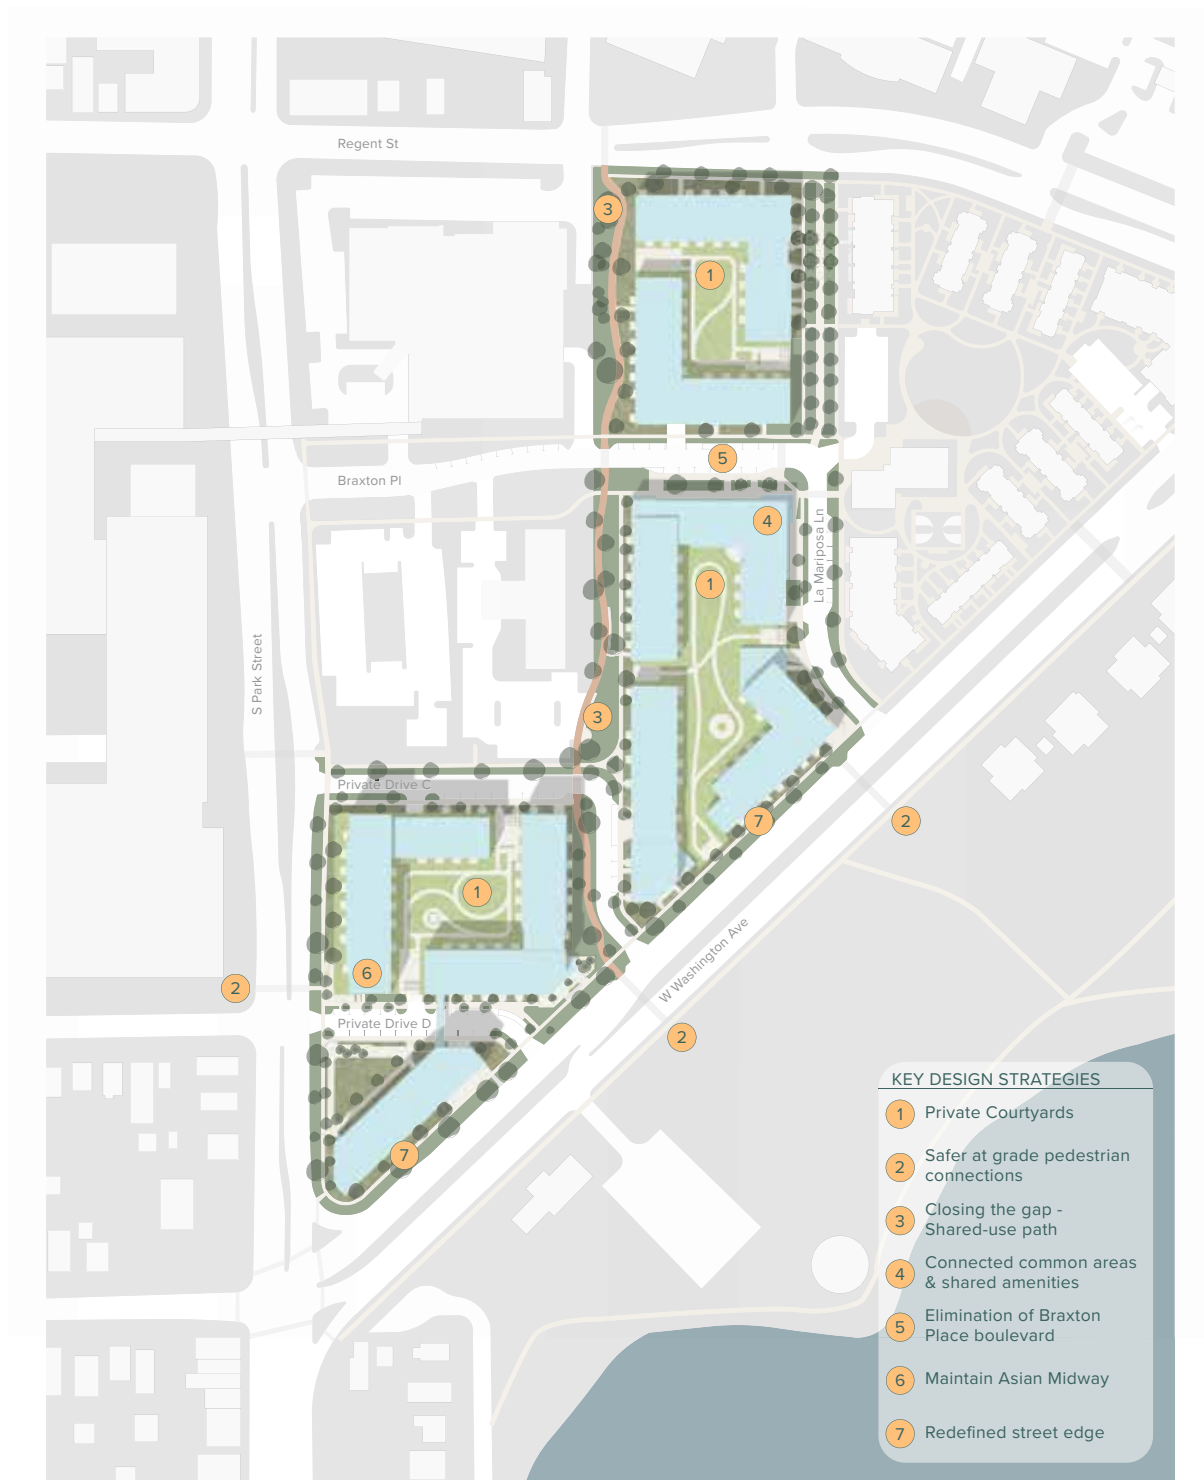 Regent St
3
1
5
Braxton Pl
4
La Mariposa Ln
1
S Park Street
3
Private Drive C
7
2
1
6
2
W Washington Ave
Private Drive D
2
7
KEY DESIGN STRATEGIES
1 Private Courtyards
2 Safer at grade pedestrian
connections
3 Closing the gap -
Shared-use path
4 Connected common areas
& shared amenities
5 Elimination of Braxton
Place boulevard
6 Maintain Asian Midway
7 Redefined street edge